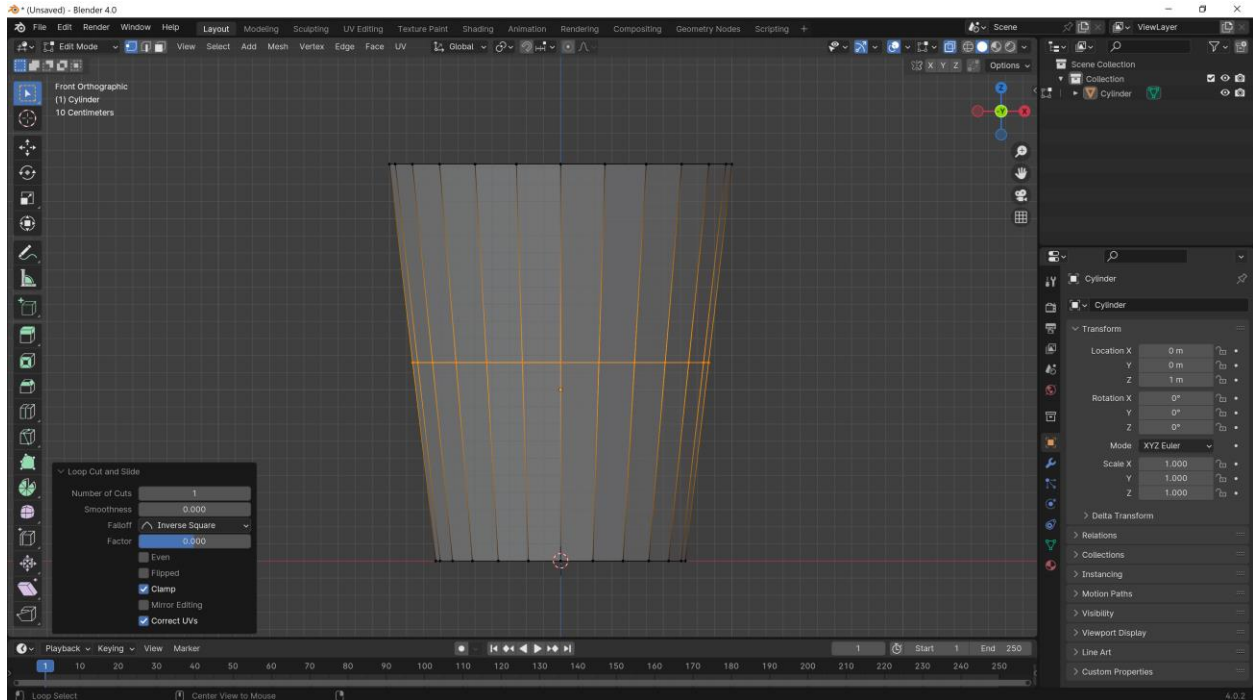 * (Unsaved) - Blender 4.0
File Edit Render Window Help Layout Modeling Sculpting UV Editing Texture Paint Shading Animation Rendering Compositing Geometry Nodes Scripting + Scene ViewLayer
Edit Mode View Select Add Mesh Vertex Edge Face UV Global
X Y Z Options
Front Orthographic
(1) Cylinder
10 Centimeters
Z
Y
X
Loop Cut and Slide
Number of Cuts 1
Smoothness 0.000
Falloff Inverse Square
Factor 0.000
Even
Flipped
Clamp
Mirror Editing
Correct UVs
Scene Collection
Collection
Cylinder
Cylinder
Cylinder
Transform
Location X 0 m
Y 0 m
Z 1 m
Rotation X 0°
Y 0°
Z 0°
Mode XYZ Euler
Scale X 1.000
Y 1.000
Z 1.000
Delta Transform
Relations
Collections
Instancing
Motion Paths
Visibility
Viewport Display
Line Art
Custom Properties
Playback Keying View Marker 1 Start 1 End 250
1 10 20 30 40 50 60 70 80 90 100 110 120 130 140 150 160 170 180 190 200 210 220 230 240 250
Loop Select Center View to Mouse 4.0.2